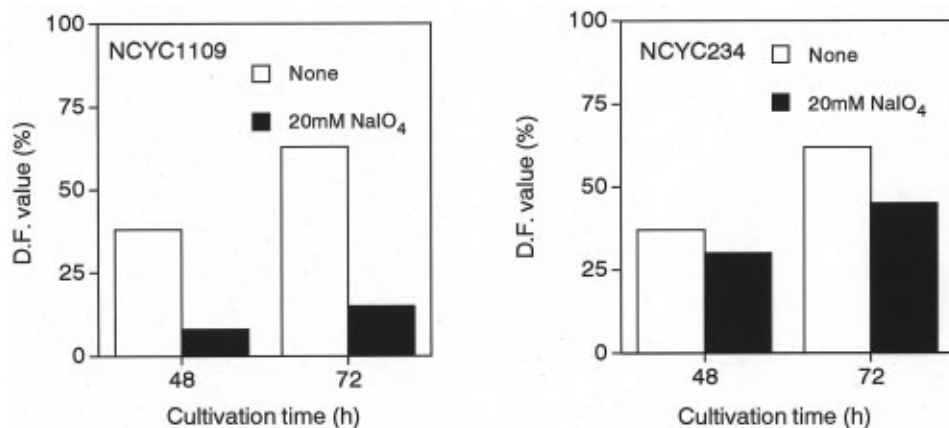 100
75
50
25
0
D.F. value (%)
NCYC1109
None
20mM NaIO₄
48
72
Cultivation time (h)
100
75
50
25
0
D.F. value (%)
NCYC234
None
20mM NaIO₄
48
72
Cultivation time (h)